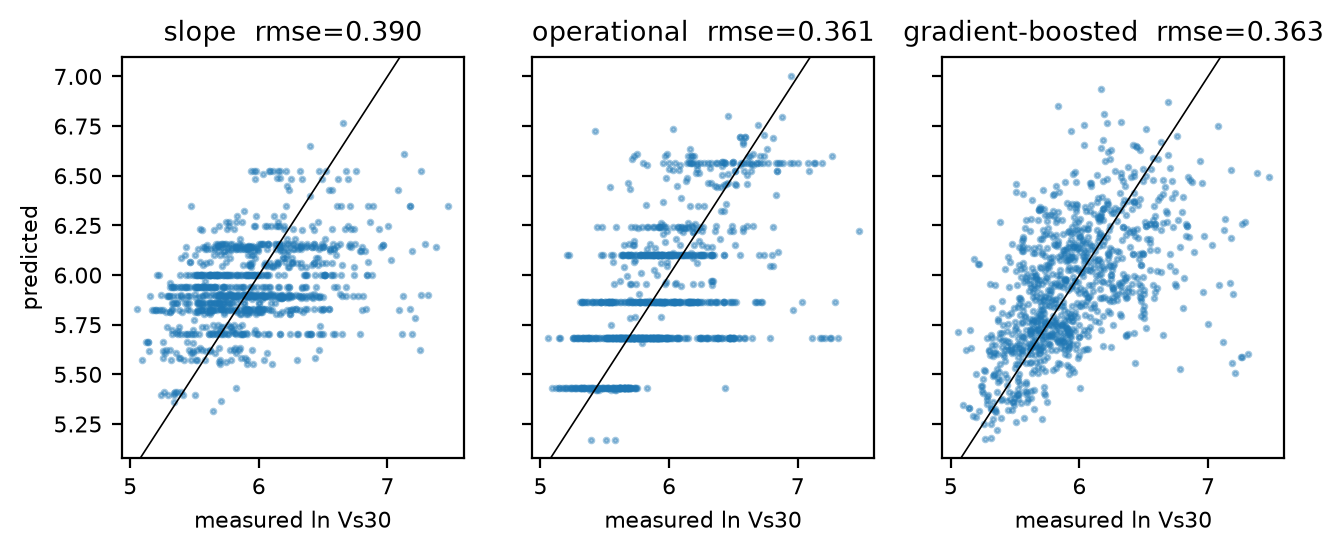 slope rmse=0.390
operational rmse=0.361
gradient-boosted rmse=0.363
predicted
7.00
6.75
6.50
6.25
6.00
5.75
5.50
5.25
5 6 7
5 6 7
5 6 7
measured ln Vs30
measured ln Vs30
measured ln Vs30